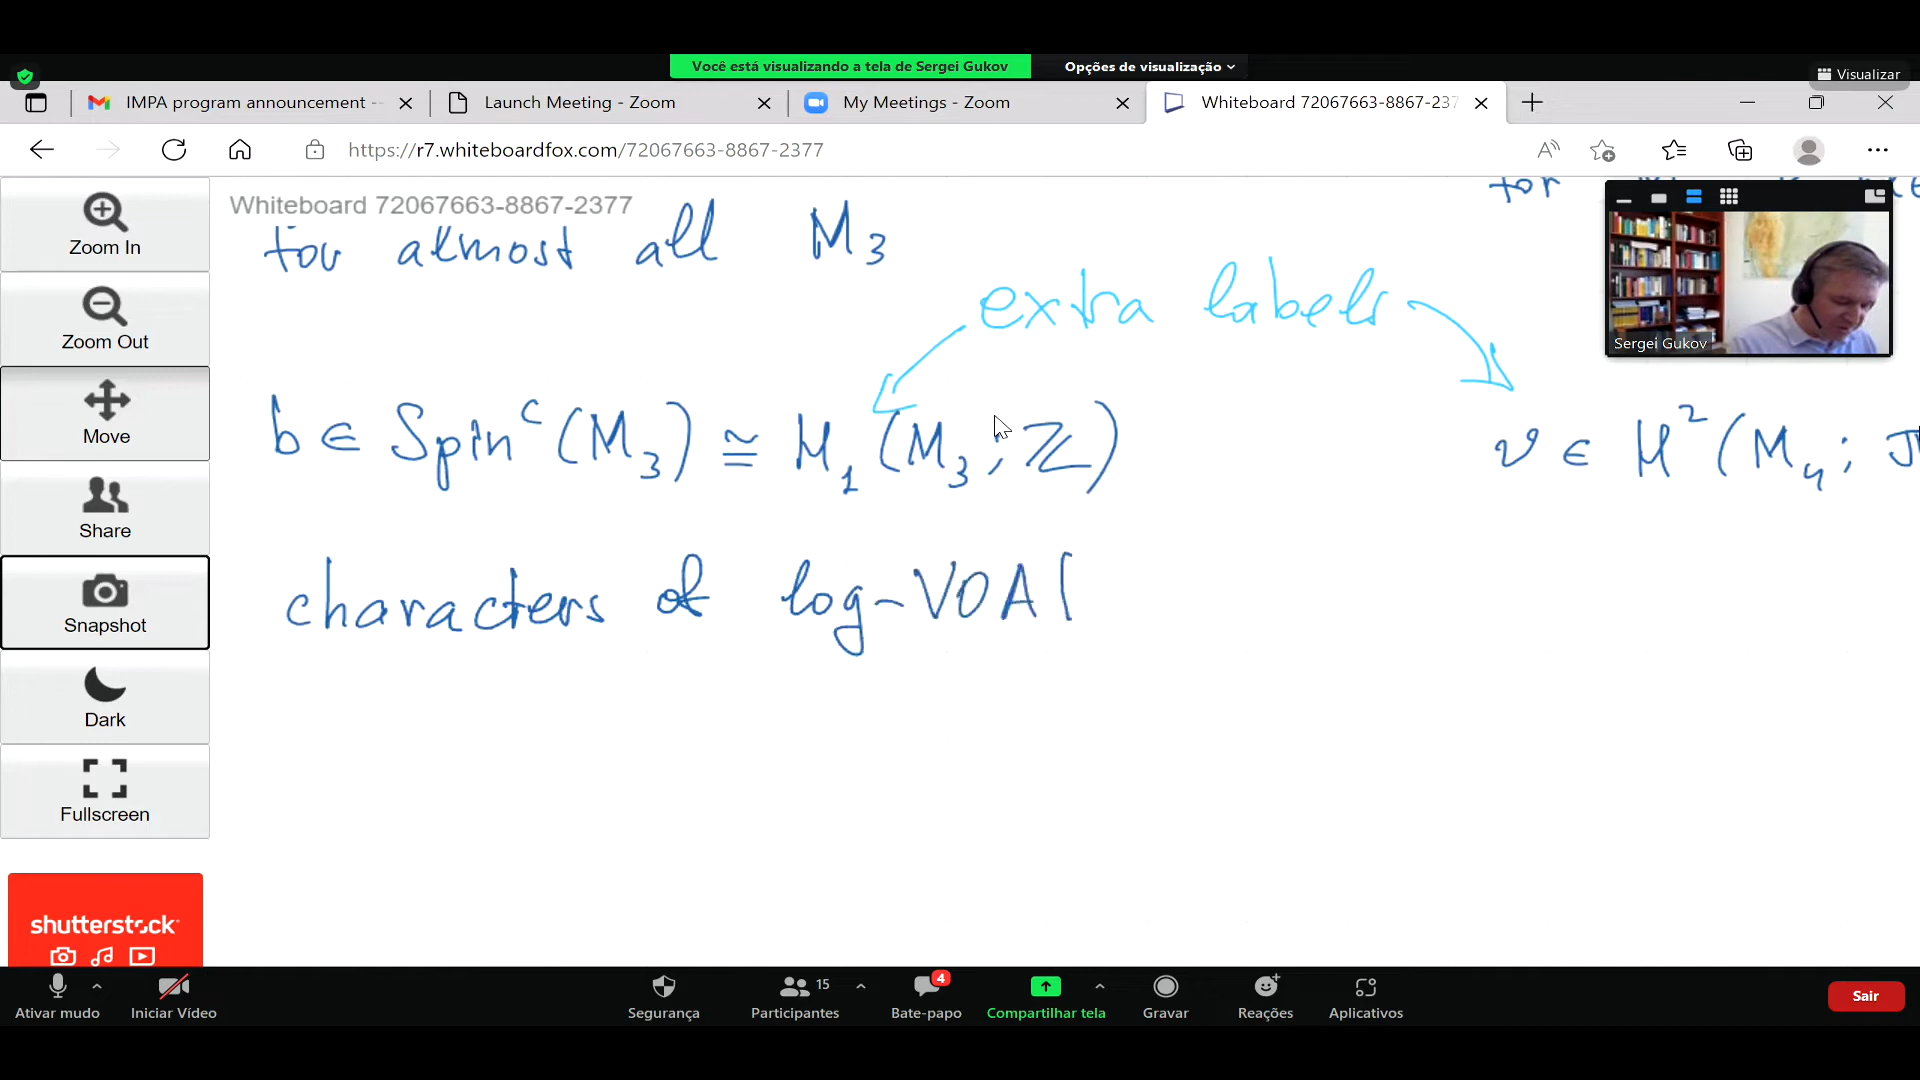 Você está visualizando a tela de Sergei Gukov
Opções de visualização
Visualizar
IMPA program announcement
Launch Meeting - Zoom
My Meetings - Zoom
Whiteboard 72067663-8867-237
https://r7.whiteboardfox.com/72067663-8867-2377
Zoom In
Zoom Out
Move
Share
Snapshot
Dark
Fullscreen
shutterstock
Whiteboard 72067663-8867-2377
for
for almost all M₃
extra labels
Sergei Gukov
b ∈ Spinᶜ(M₃) ≅ H₁(M₃; ℤ)
v ∈ H²(M₄;
characters of log-VOA[
Ativar mudo
Iniciar Vídeo
Segurança
15
Participantes
4
Bate-papo
Compartilhar tela
Gravar
Reações
Aplicativos
Sair